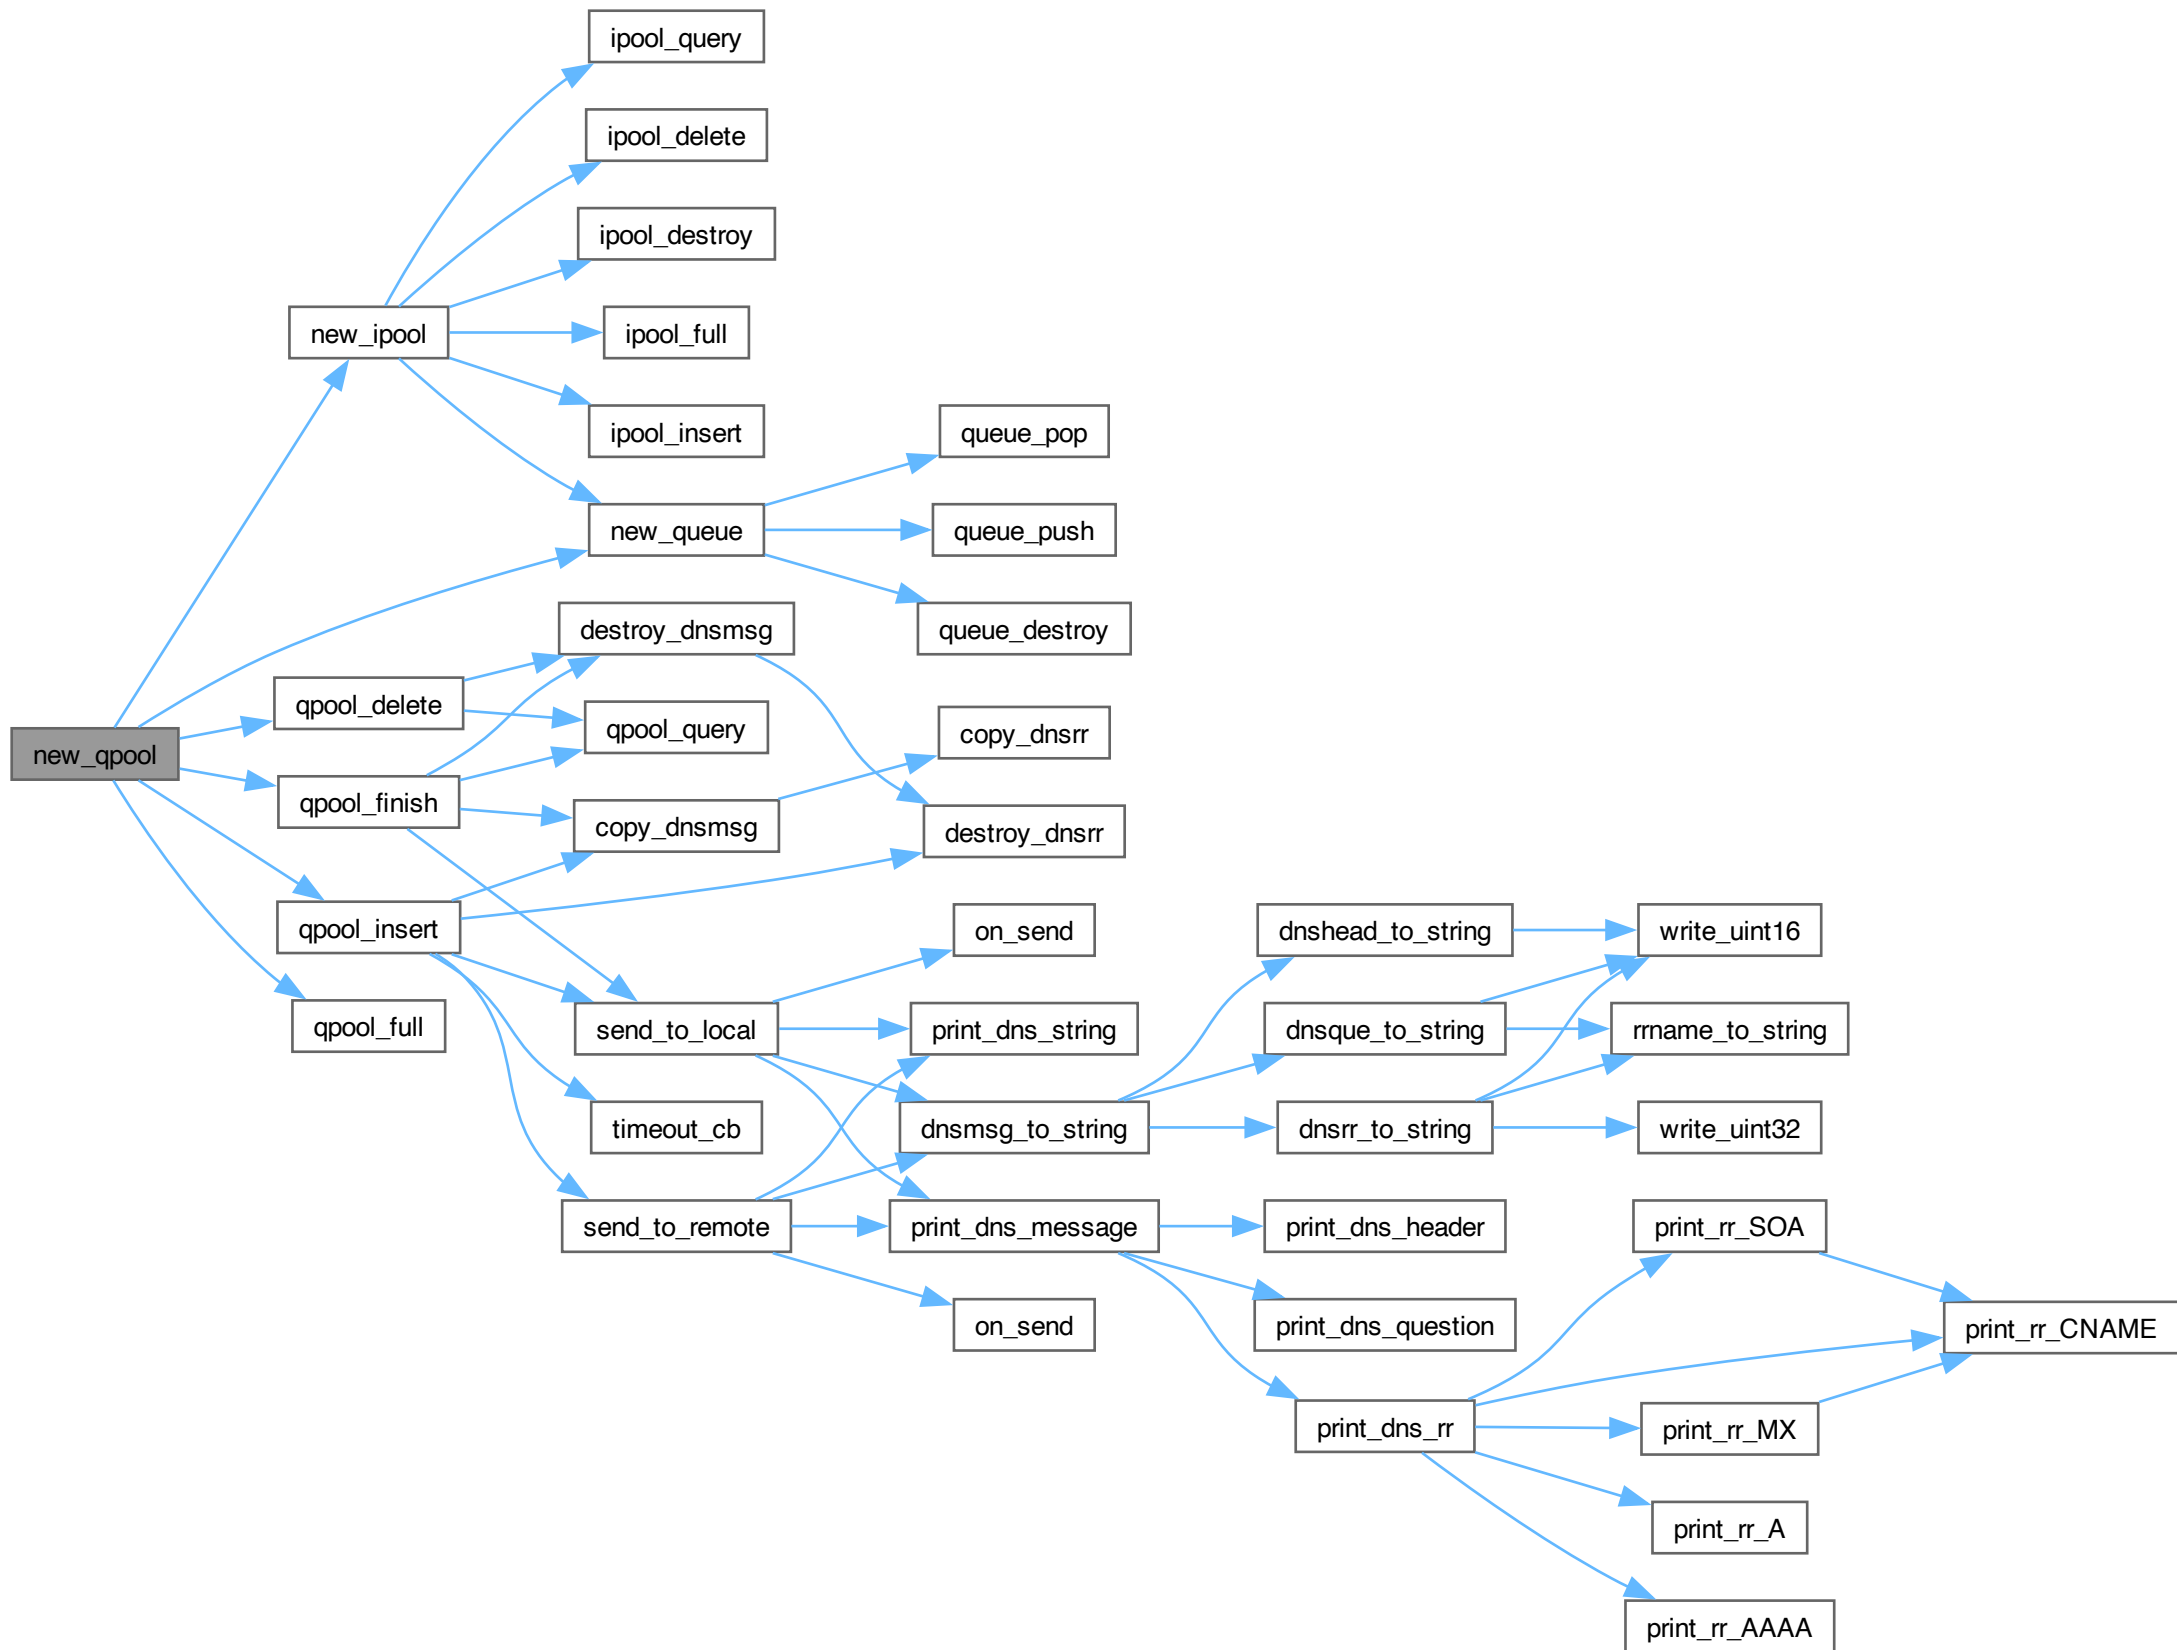 ipool_query
ipool_delete
ipool_destroy
new_ipool
ipool_full
ipool_insert
queue_pop
new_queue
queue_push
destroy_dnsmsg
queue_destroy
qpool_delete
qpool_query
copy_dnsrr
new_qpool
qpool_finish
copy_dnsmsg
destroy_dnsrr
qpool_insert
on_send
dnshead_to_string
write_uint16
qpool_full
send_to_local
print_dns_string
dnsque_to_string
rrname_to_string
timeout_cb
dnsmsg_to_string
dnsrr_to_string
write_uint32
send_to_remote
print_dns_message
print_dns_header
print_rr_SOA
on_send
print_dns_question
print_rr_CNAME
print_dns_rr
print_rr_MX
print_rr_A
print_rr_AAAA